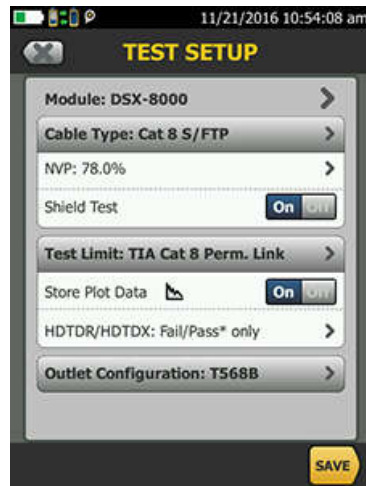 11/21/2016 10:54:08 am
TEST SETUP
Module: DSX-8000
Cable Type: Cat 8 S/FTP
NVP: 78.0%
Shield Test On Off
Test Limit: TIA Cat 8 Perm. Link
Store Plot Data On Off
HDTDR/HDTDX: Fail/Pass* only
Outlet Configuration: T568B
SAVE